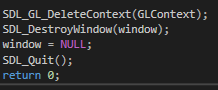 SDL_GL_DeleteContext(GLContext);
SDL_DestroyWindow(window);
window = NULL;
SDL_Quit();
return 0;